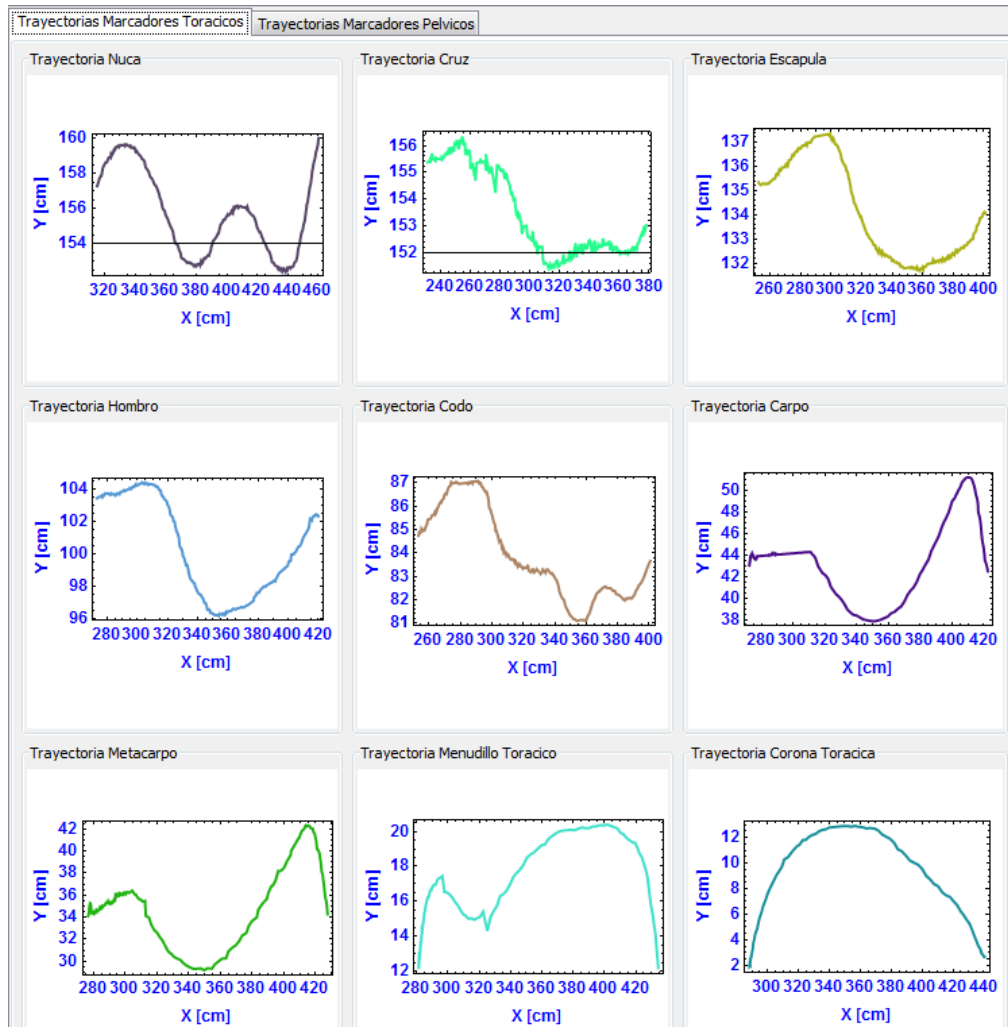 Trayectorias Marcadores Toracicos Trayectorias Marcadores Pelvicos
Trayectoria Nuca
160
158
156
154
Y [cm]
320 340 360 380 400 420 440 460
X [cm]
Trayectoria Cruz
156
155
153
152
Y [cm]
240 260 280 300 320 340 360 380
X [cm]
Trayectoria Escapula
137
136
135
134
133
132
Y [cm]
260 280 300 320 340 360 380 400
X [cm]
Trayectoria Hombro
104
102
100
98
96
Y [cm]
280 300 320 340 360 380 400 420
X [cm]
Trayectoria Codo
87
86
85
84
83
82
81
Y [cm]
260 280 300 320 340 360 380 400
X [cm]
Trayectoria Carpo
50
48
44
42
40
38
Y [cm]
280 300 320 340 360 380 400 420
X [cm]
Trayectoria Metacarpo
42
40
38
36
34
32
30
Y [cm]
280 300 320 340 360 380 400 420
X [cm]
Trayectoria Menudillo Toracico
20
18
16
14
12
Y [cm]
280 300 320 340 360 380 400 420
X [cm]
Trayectoria Corona Toracica
12
10
8
6
4
2
Y [cm]
300 320 340 360 380 400 420 440
X [cm]